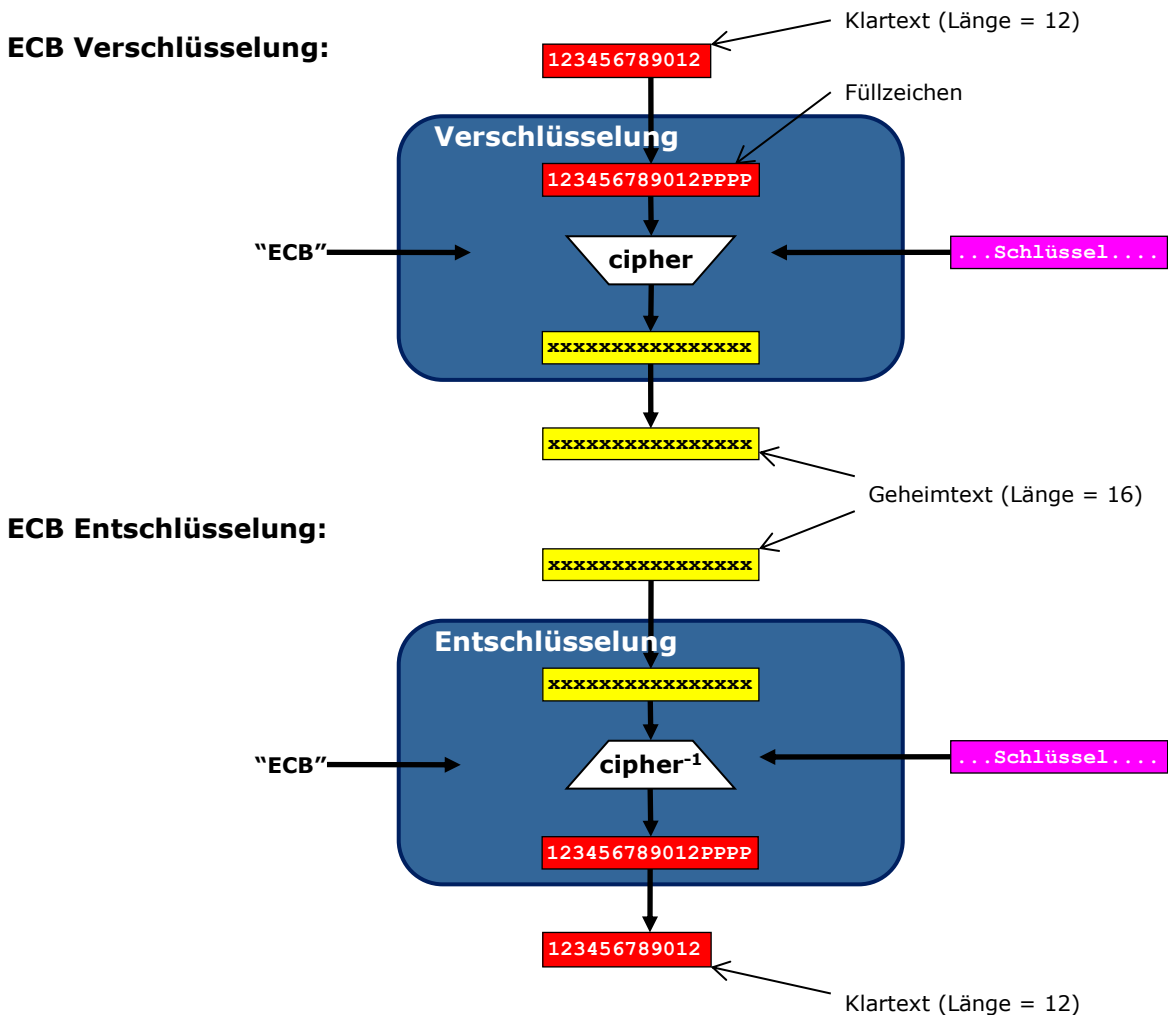 Klartext (Länge = 12)
ECB Verschlüsselung:
123456789012
Füllzeichen
Verschlüsselung
123456789012PPPP
“ECB”
cipher
...Schlüssel....
xxxxxxxxxxxxxxxx
xxxxxxxxxxxxxxxx
Geheimtext (Länge = 16)
ECB Entschlüsselung:
xxxxxxxxxxxxxxxx
Entschlüsselung
xxxxxxxxxxxxxxxx
“ECB”
cipher-1
...Schlüssel....
123456789012PPPP
123456789012
Klartext (Länge = 12)